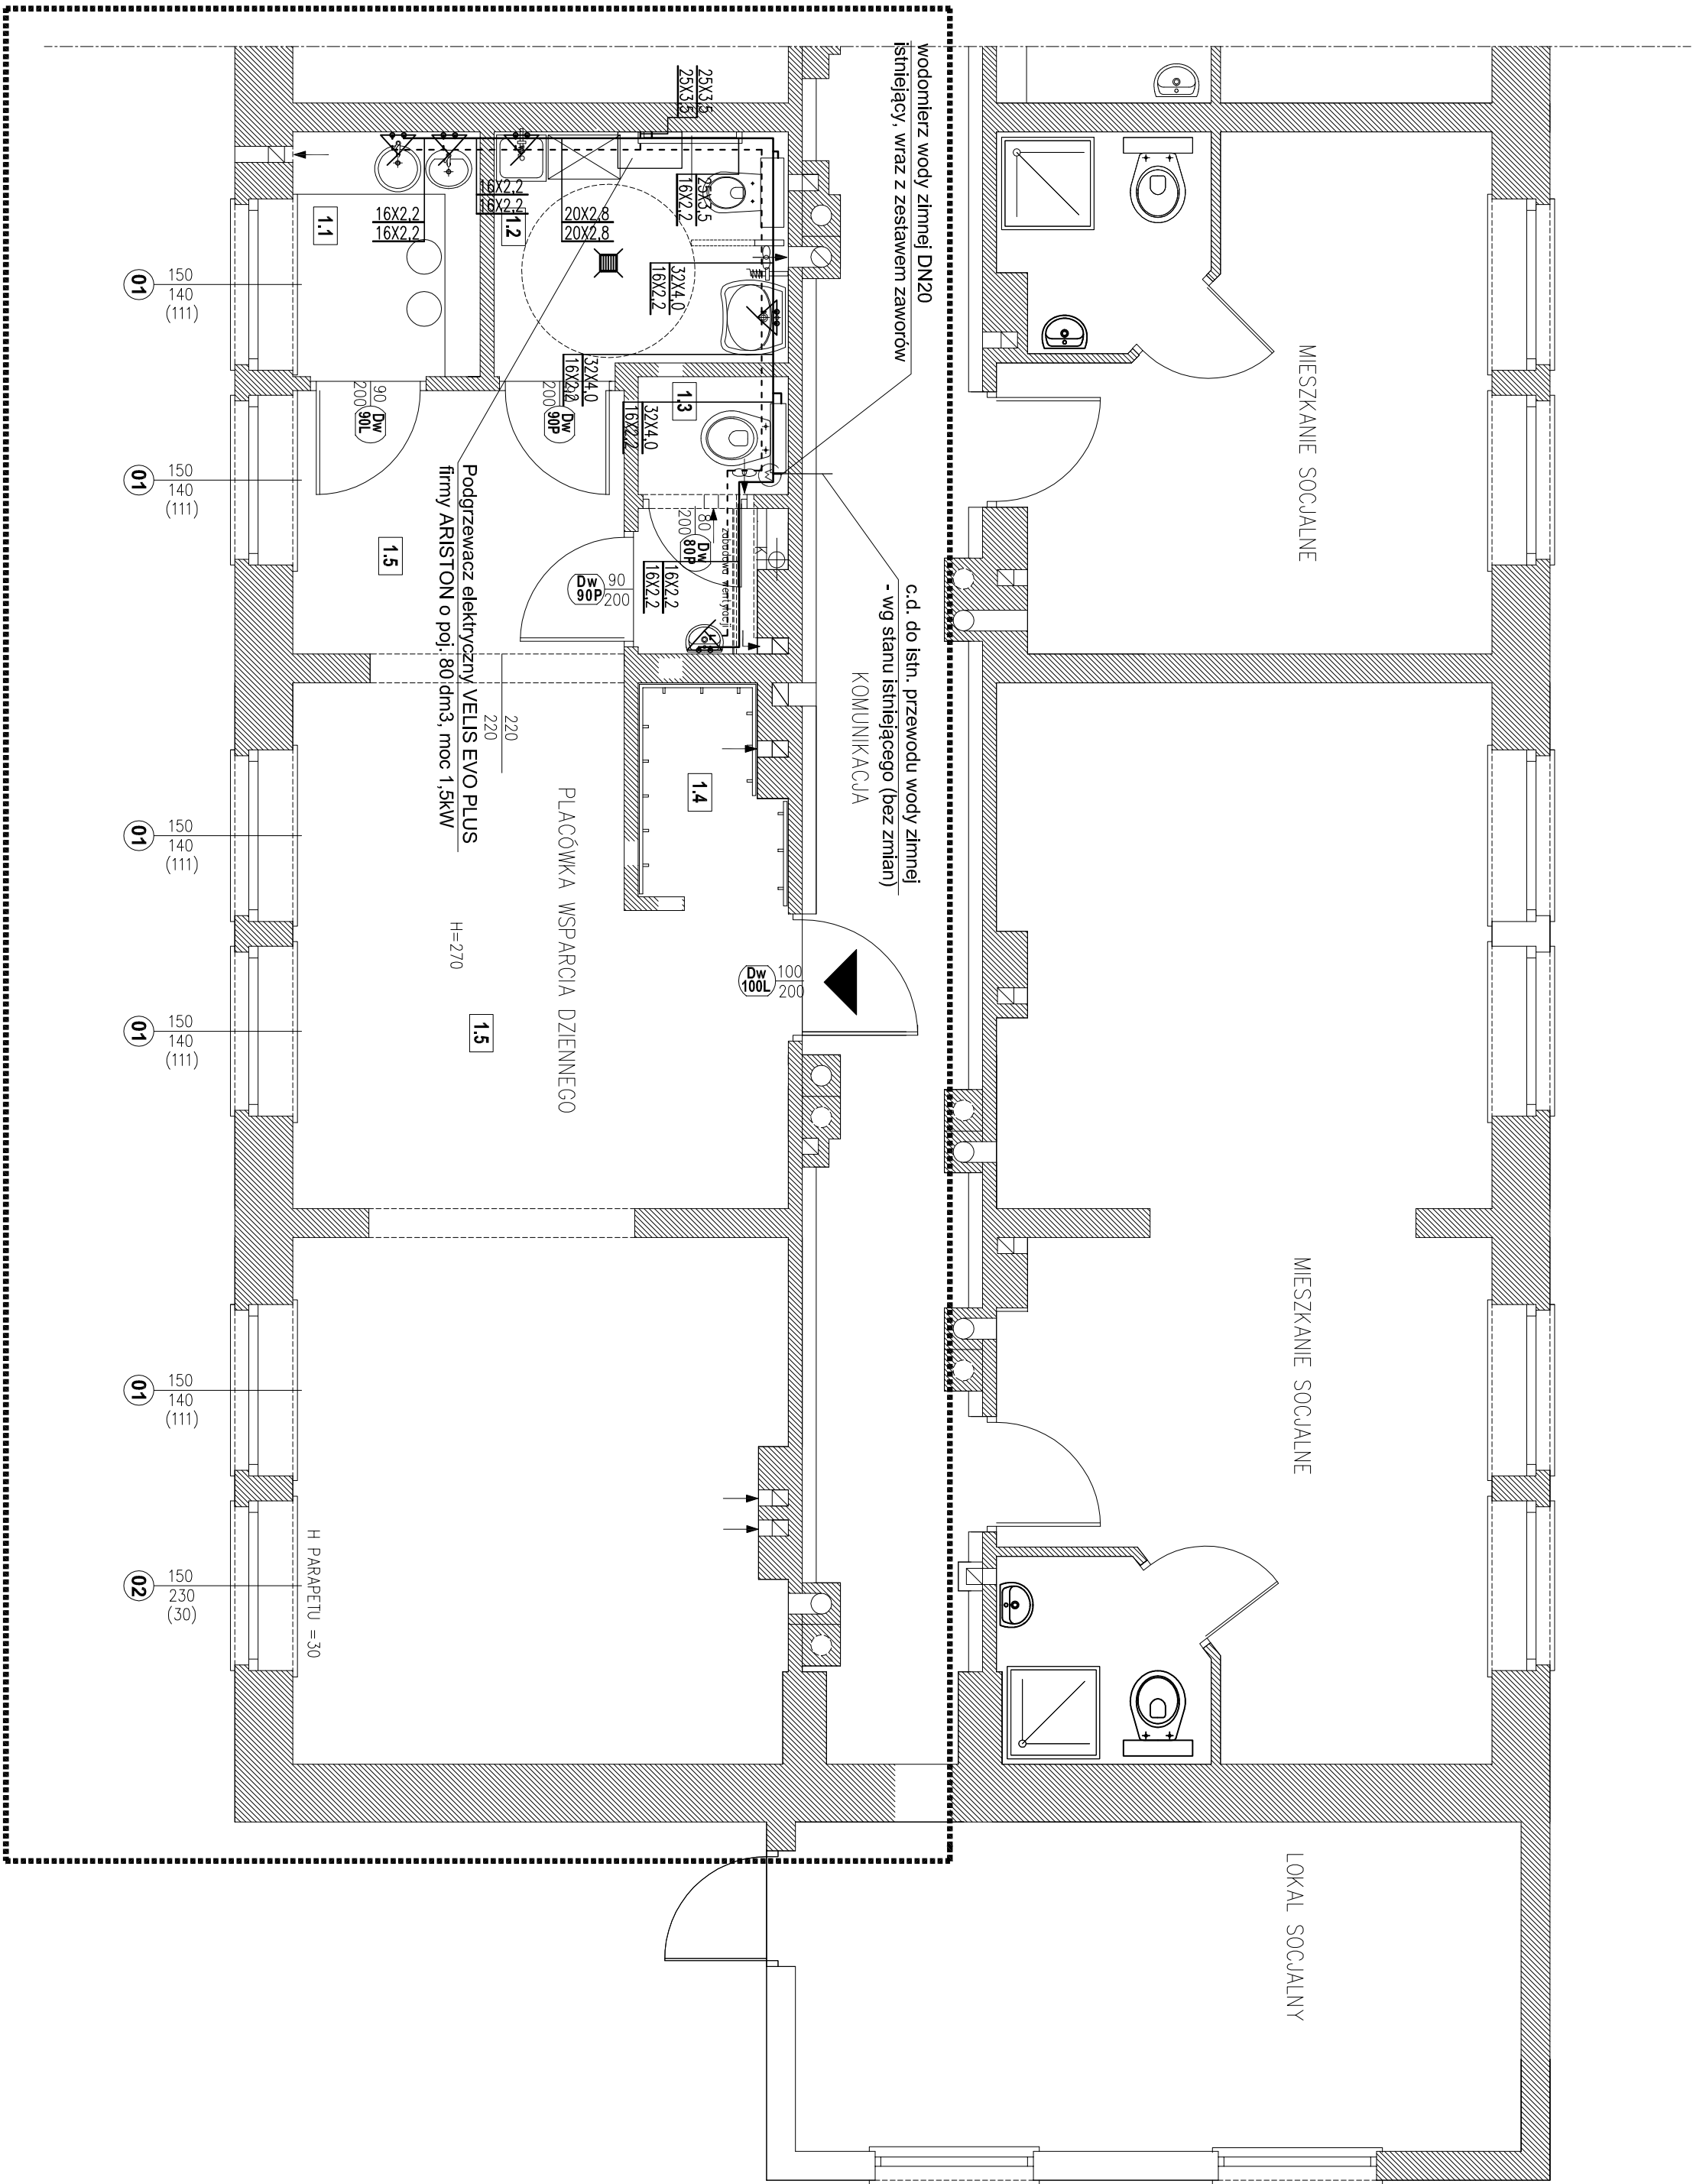 wodomierz wody zimnej DN20
istniejący, wraz z zestawem zaworów
c.d. do istn. przewodu wody zimnej
- wg stanu istniejącego (bez zmian)
KOMUNIKACJA
MIESZKANIE SOCJALNE
MIESZKANIE SOCJALNE
LOKAL SOCJALNY
25X3,5
25X3,5
25X3,5
16X2,2
32X4,0
16X2,2
32X4,0
16X2,2
32X4,0
16X2,2
16X2,2
16X2,2
20X2,8
20X2,8
16X2,2
16X2,2
16X2,2
16X2,2
1.1
1.2
1.3
1.4
1.5
1.5
90
200
Dw
90L
200
Dw
90P
80
200
Dw
80P
90
200
Dw
90P
100
200
Dw
100L
zabudowa wentylacji
K
Podgrzewacz elektryczny VELIS EVO PLUS
firmy ARISTON o poj. 80 dm3, moc 1,5kW
220
220
PLACÓWKA WSPARCIA DZIENNEGO
H=270
H PARAPETU =30
01
150
140
(111)
01
150
140
(111)
01
150
140
(111)
01
150
140
(111)
01
150
140
(111)
02
150
230
(30)